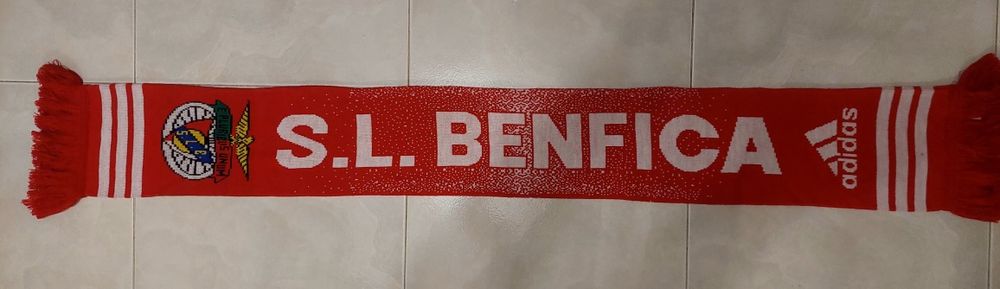 S.L. BENFICA
adidas